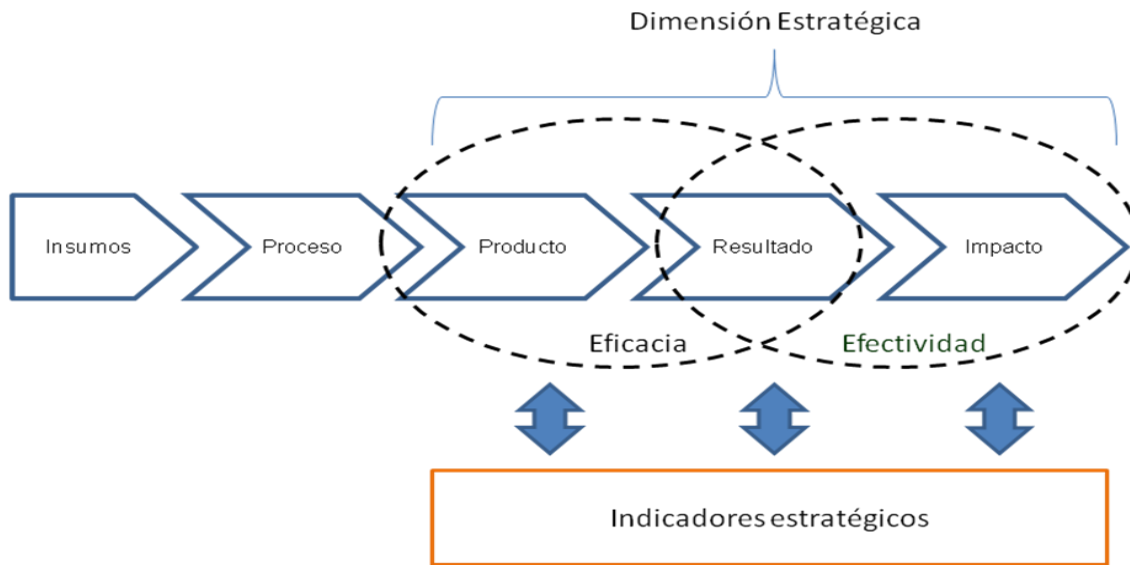 Dimensión Estratégica
Insumos
Proceso
Producto
Resultado
Impacto
Eficacia
Efectividad
Indicadores estratégicos